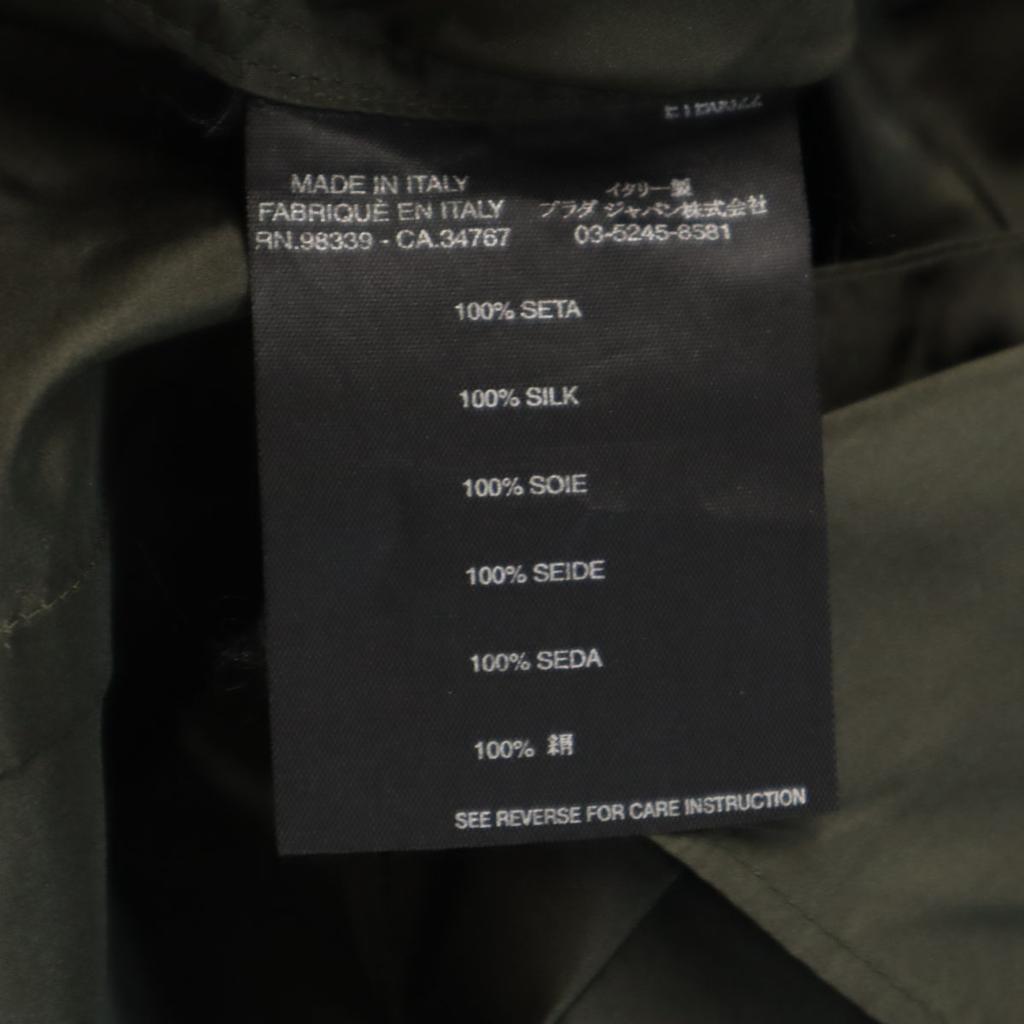 MADE IN ITALY
FABRIQUÈ EN ITALY
RN.98339 - CA.34767
イタリー製
プラダ ジャパン株式会社
03-5245-8581
100% SETA
100% SILK
100% SOIE
100% SEIDE
100% SEDA
100% 絹
SEE REVERSE FOR CARE INSTRUCTION